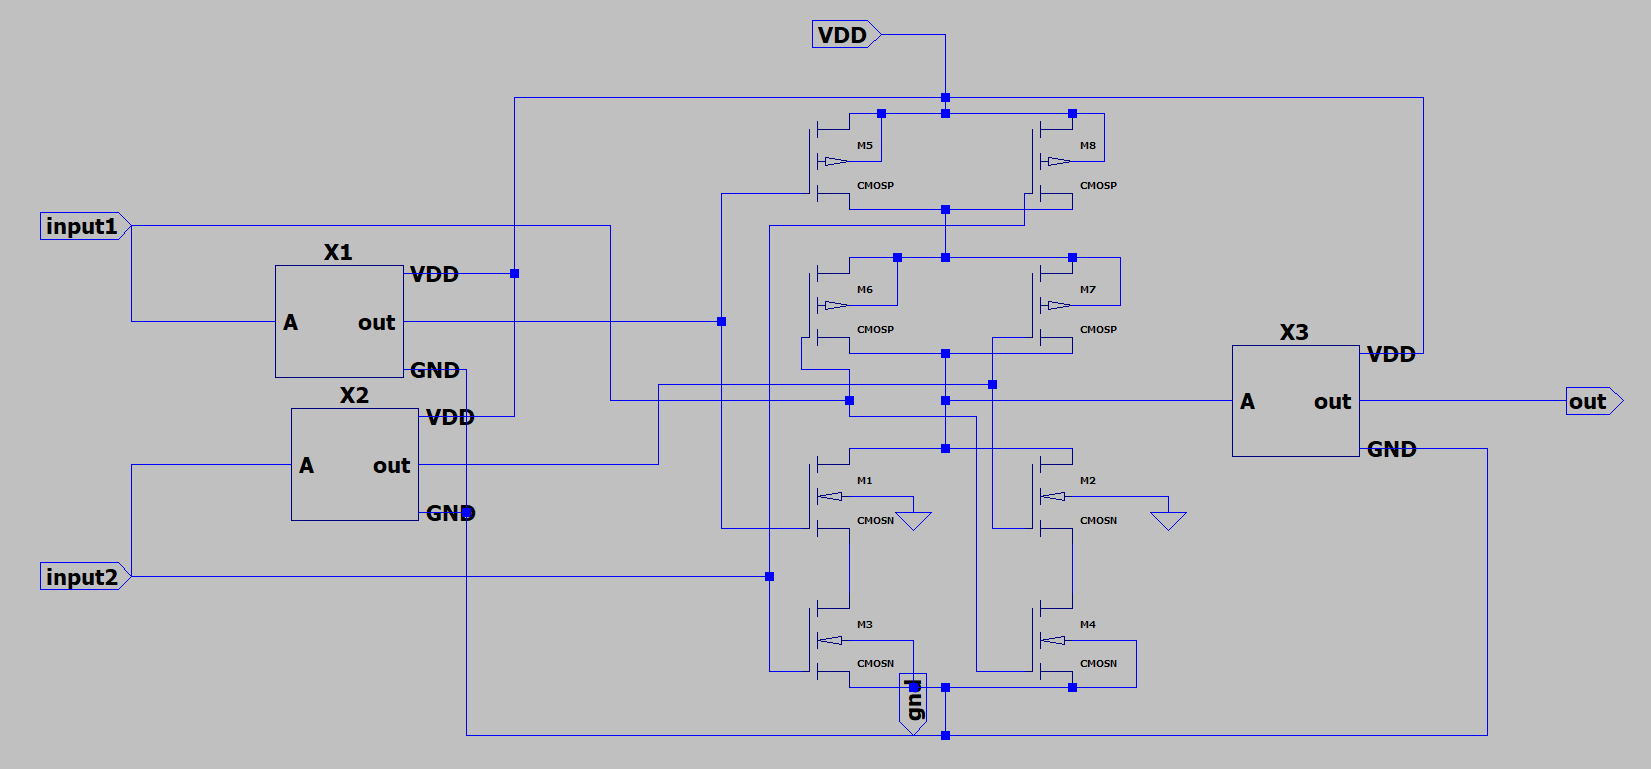 VDD
M5
M8
CMOSP
CMOSP
input1
X1
VDD
A
out
GND
M6
M7
CMOSP
CMOSP
X3
VDD
A
out
GND
out
X2
VDD
A
out
GND
M1
M2
CMOSN
CMOSN
input2
M3
M4
CMOSN
CMOSN
gnd